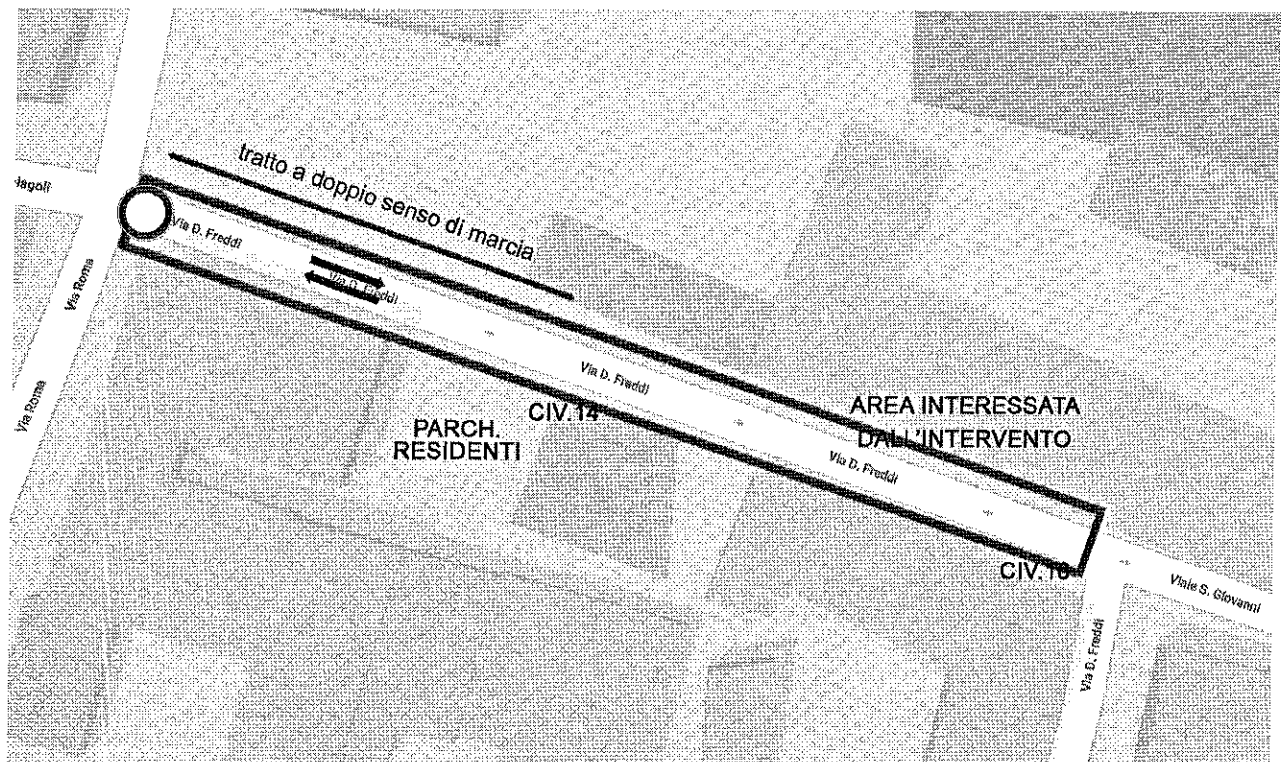 tratto a doppio senso di marcia
Via D. Freddi
Via Roma
Via D. Freddi
Via Roma
Via D. Freddi
CIV.14
PARCH.
RESIDENTI
AREA INTERESSATA
DALL'INTERVENTO
Via D. Freddi
CIV.
Viale S. Giovanni
Via D. Freddi